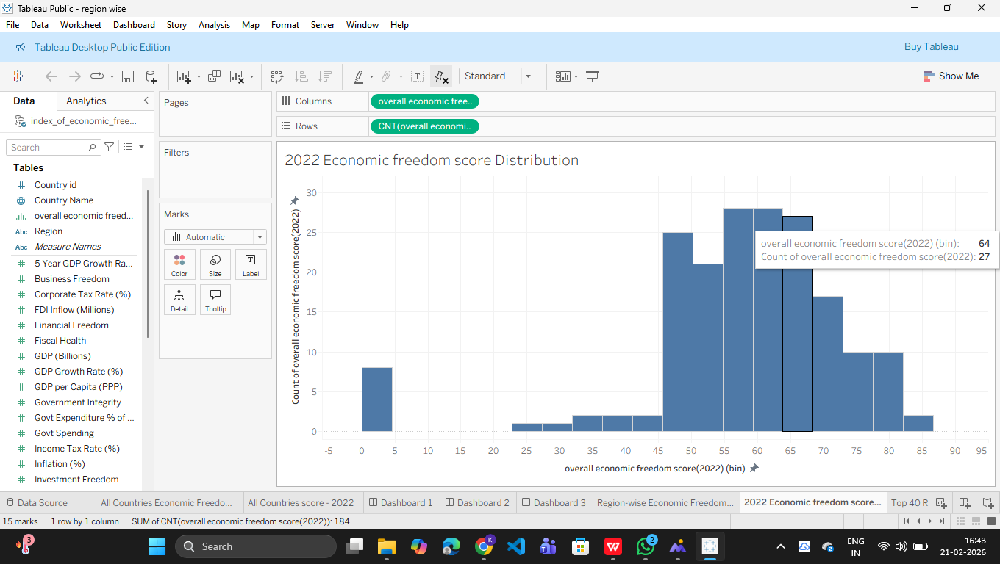 Tableau Public - region wise
File Data Worksheet Dashboard Story Analysis Map Format Server Window Help
Tableau Desktop Public Edition Buy Tableau
Standard Show Me
Data Analytics
index_of_economic_free...
Search
Tables
Country id
Country Name
overall economic freed...
Abc Region
Abc Measure Names
5 Year GDP Growth Ra...
Business Freedom
Corporate Tax Rate (%)
FDI Inflow (Millions)
Financial Freedom
Fiscal Health
GDP (Billions)
GDP Growth Rate (%)
GDP per Capita (PPP)
Government Integrity
Govt Expenditure % of ...
Govt Spending
Income Tax Rate (%)
Inflation (%)
Investment Freedom
Pages
Filters
Marks
Automatic
Color Size Label
Detail Tooltip
Columns overall economic free..
Rows CNT(overall economi..
2022 Economic freedom score Distribution
Count of overall economic freedom score(2022)
30
25
20
15
10
5
0
overall economic freedom score(2022) (bin): 64
Count of overall economic freedom score(2022): 27
-5 0 5 10 15 20 25 30 35 40 45 50 55 60 65 70 75 80 85 90 95
overall economic freedom score(2022) (bin)
Data Source All Countries Economic Freedo... All Countries score - 2022 Dashboard 1 Dashboard 2 Dashboard 3 Region-wise Economic Freedom... 2022 Economic freedom score... Top 40 R
15 marks 1 row by 1 column SUM of CNT(overall economic freedom score(2022)): 184
3
Search
K
2
ENG
IN
16:43
21-02-2026